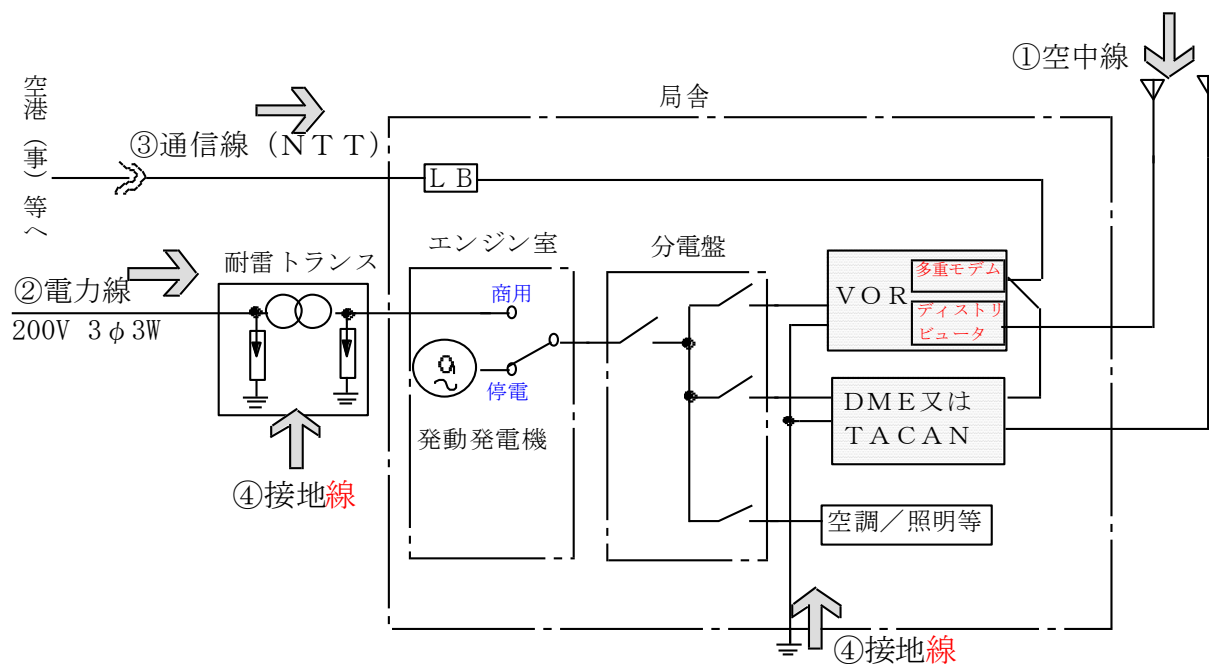 ①空中線
空港（事）等へ
局舎
③通信線（ＮＴＴ）
ＬＢ
エンジン室
分電盤
耐雷トランス
②電力線
200V 3φ3W
商用
停電
発動発電機
ＶＯＲ
多重モデム
ディストリ
ビュータ
ＤＭＥ又は
ＴＡＣＡＮ
空調／照明等
④接地線
④接地線